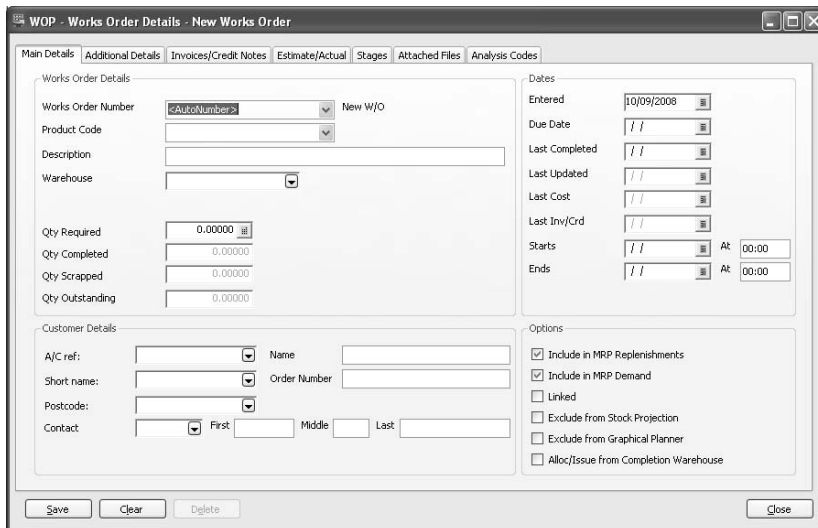 WOP - Works Order Details - New Works Order
Main Details Additional Details Invoices/Credit Notes Estimate/Actual Stages Attached Files Analysis Codes
Works Order Details
Works Order Number <AutoNumber> New W/O
Product Code
Description
Warehouse
Qty Required 0.00000
Qty Completed 0.00000
Qty Scrapped 0.00000
Qty Outstanding 0.00000
Dates
Entered 10/09/2008
Due Date / /
Last Completed / /
Last Updated / /
Last Cost / /
Last Inv/Crd / /
Starts / / At 00:00
Ends / / At 00:00
Customer Details
A/C ref: Name
Short name: Order Number
Postcode:
Contact First Middle Last
Options
Include in MRP Replenishments
Include in MRP Demand
Linked
Exclude from Stock Projection
Exclude from Graphical Planner
Alloc/Issue from Completion Warehouse
Save Clear Delete Close